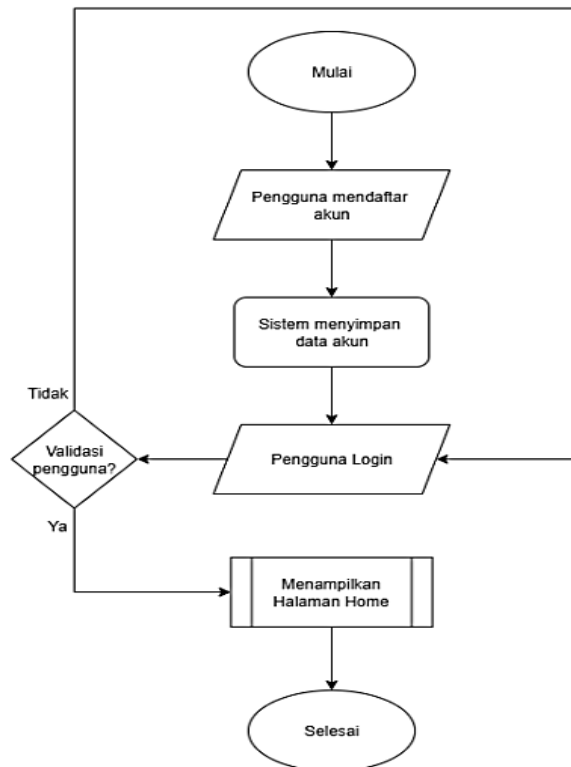 Mulai
Pengguna mendaftar
akun
Sistem menyimpan
data akun
Tidak
Validasi
pengguna?
Pengguna Login
Ya
Menampilkan
Halaman Home
Selesai